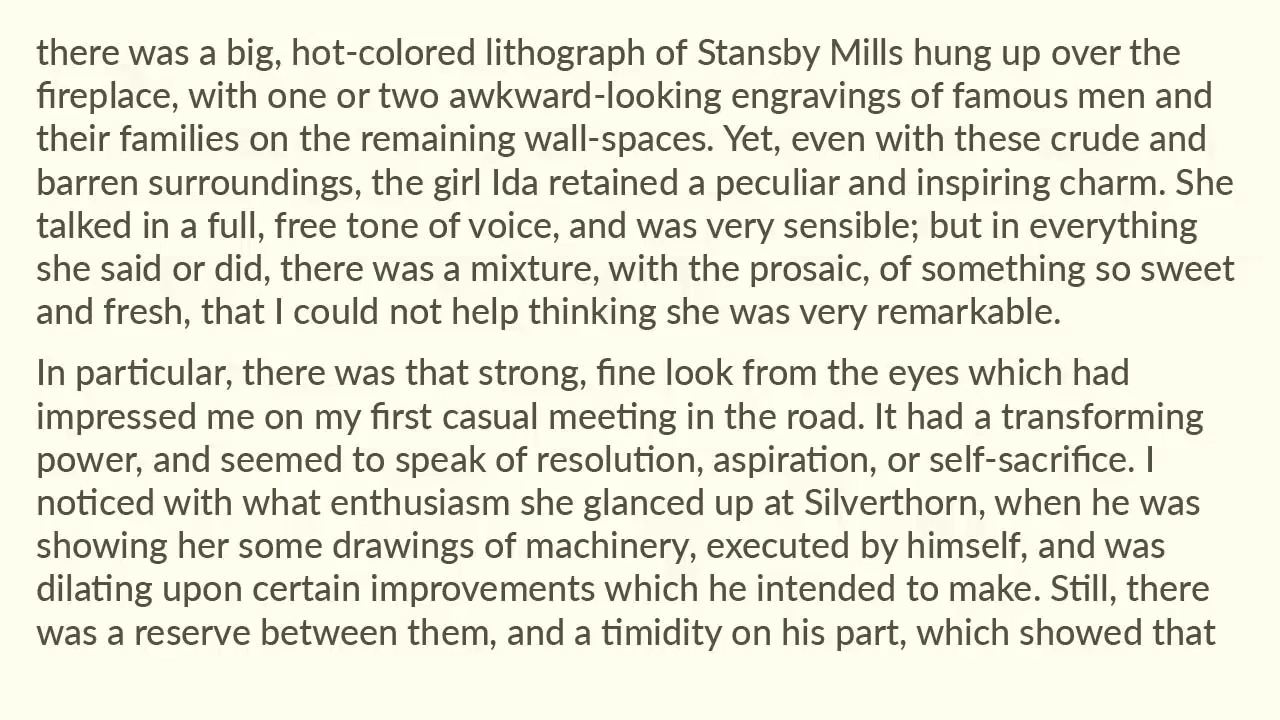 there was a big, hot-colored lithograph of Stansby Mills hung up over the
fireplace, with one or two awkward-looking engravings of famous men and
their families on the remaining wall-spaces. Yet, even with these crude and
barren surroundings, the girl Ida retained a peculiar and inspiring charm. She
talked in a full, free tone of voice, and was very sensible; but in everything
she said or did, there was a mixture, with the prosaic, of something so sweet
and fresh, that I could not help thinking she was very remarkable.
In particular, there was that strong, fine look from the eyes which had
impressed me on my first casual meeting in the road. It had a transforming
power, and seemed to speak of resolution, aspiration, or self-sacrifice. I
noticed with what enthusiasm she glanced up at Silverthorn, when he was
showing her some drawings of machinery, executed by himself, and was
dilating upon certain improvements which he intended to make. Still, there
was a reserve between them, and a timidity on his part, which showed that